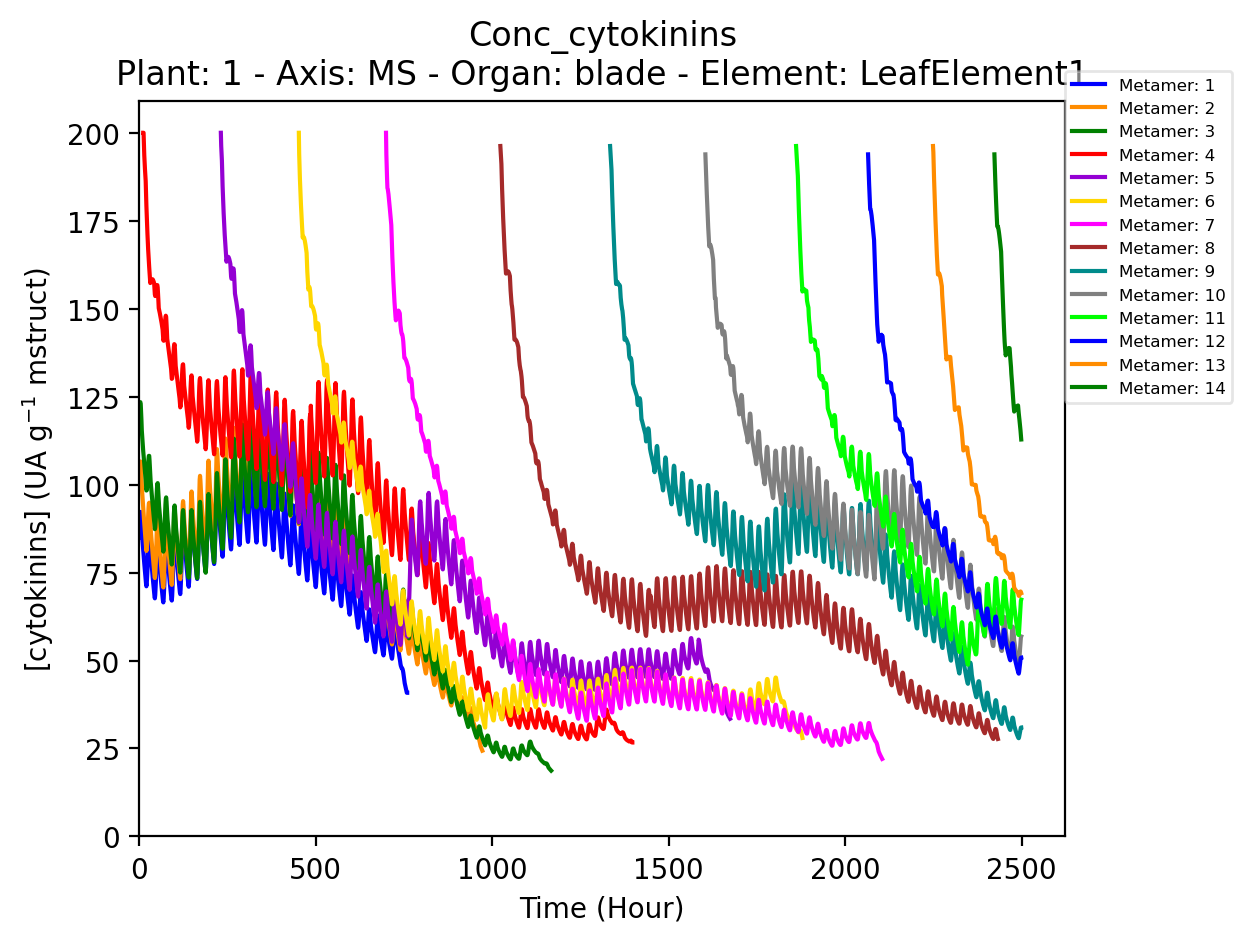 Conc_cytokinins
Plant: 1 - Axis: MS - Organ: blade - Element: LeafElement1
Metamer: 1
Metamer: 2
Metamer: 3
Metamer: 4
Metamer: 5
Metamer: 6
Metamer: 7
Metamer: 8
Metamer: 9
Metamer: 10
Metamer: 11
Metamer: 12
Metamer: 13
Metamer: 14
[cytokinins] (UA g⁻¹ mstruct)
200
175
150
125
100
75
50
25
0
0 500 1000 1500 2000 2500
Time (Hour)